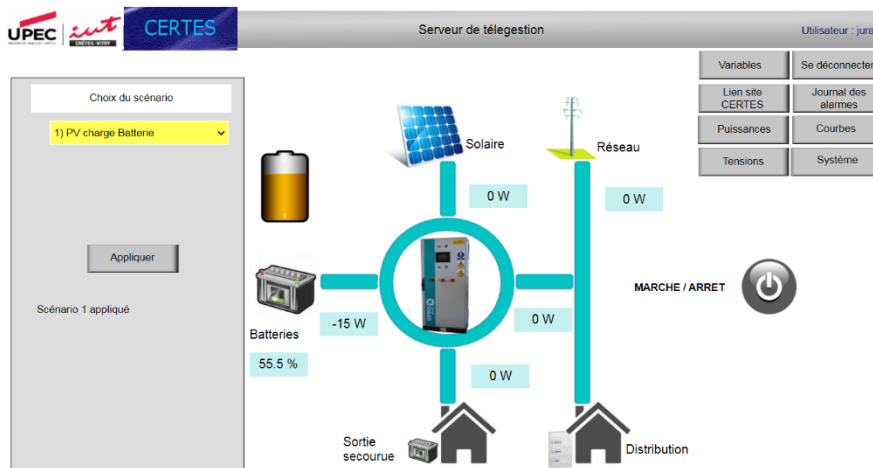 UPEC
iut
CRÉTEIL-VITRY
CERTES
Serveur de télegestion
Utilisateur : jura
Variables
Se déconnecter
Lien site
CERTES
Journal des
alarmes
Puissances
Courbes
Tensions
Système
Choix du scénario
1) PV charge Batterie
Appliquer
Scénario 1 appliqué
Solaire
Réseau
0 W
0 W
MARCHE / ARRET
Batteries
-15 W
0 W
55.5 %
0 W
Sortie
secourue
Distribution